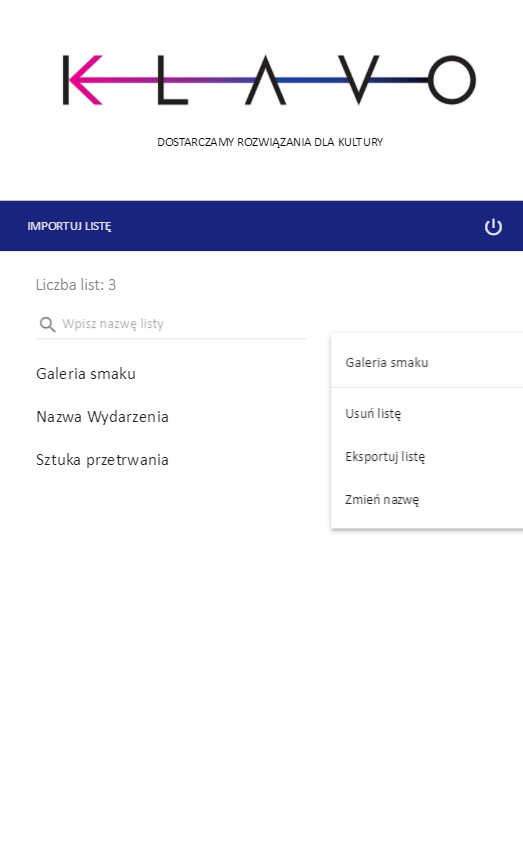 KLAVO
DOSTARCZAMY ROZWIĄZANIA DLA KULTURY
IMPORTUJ LISTĘ
Liczba list: 3
Wpisz nazwę listy
Galeria smaku
Nazwa Wydarzenia
Sztuka przetrwania
Galeria smaku
Usuń listę
Eksportuj listę
Zmień nazwę